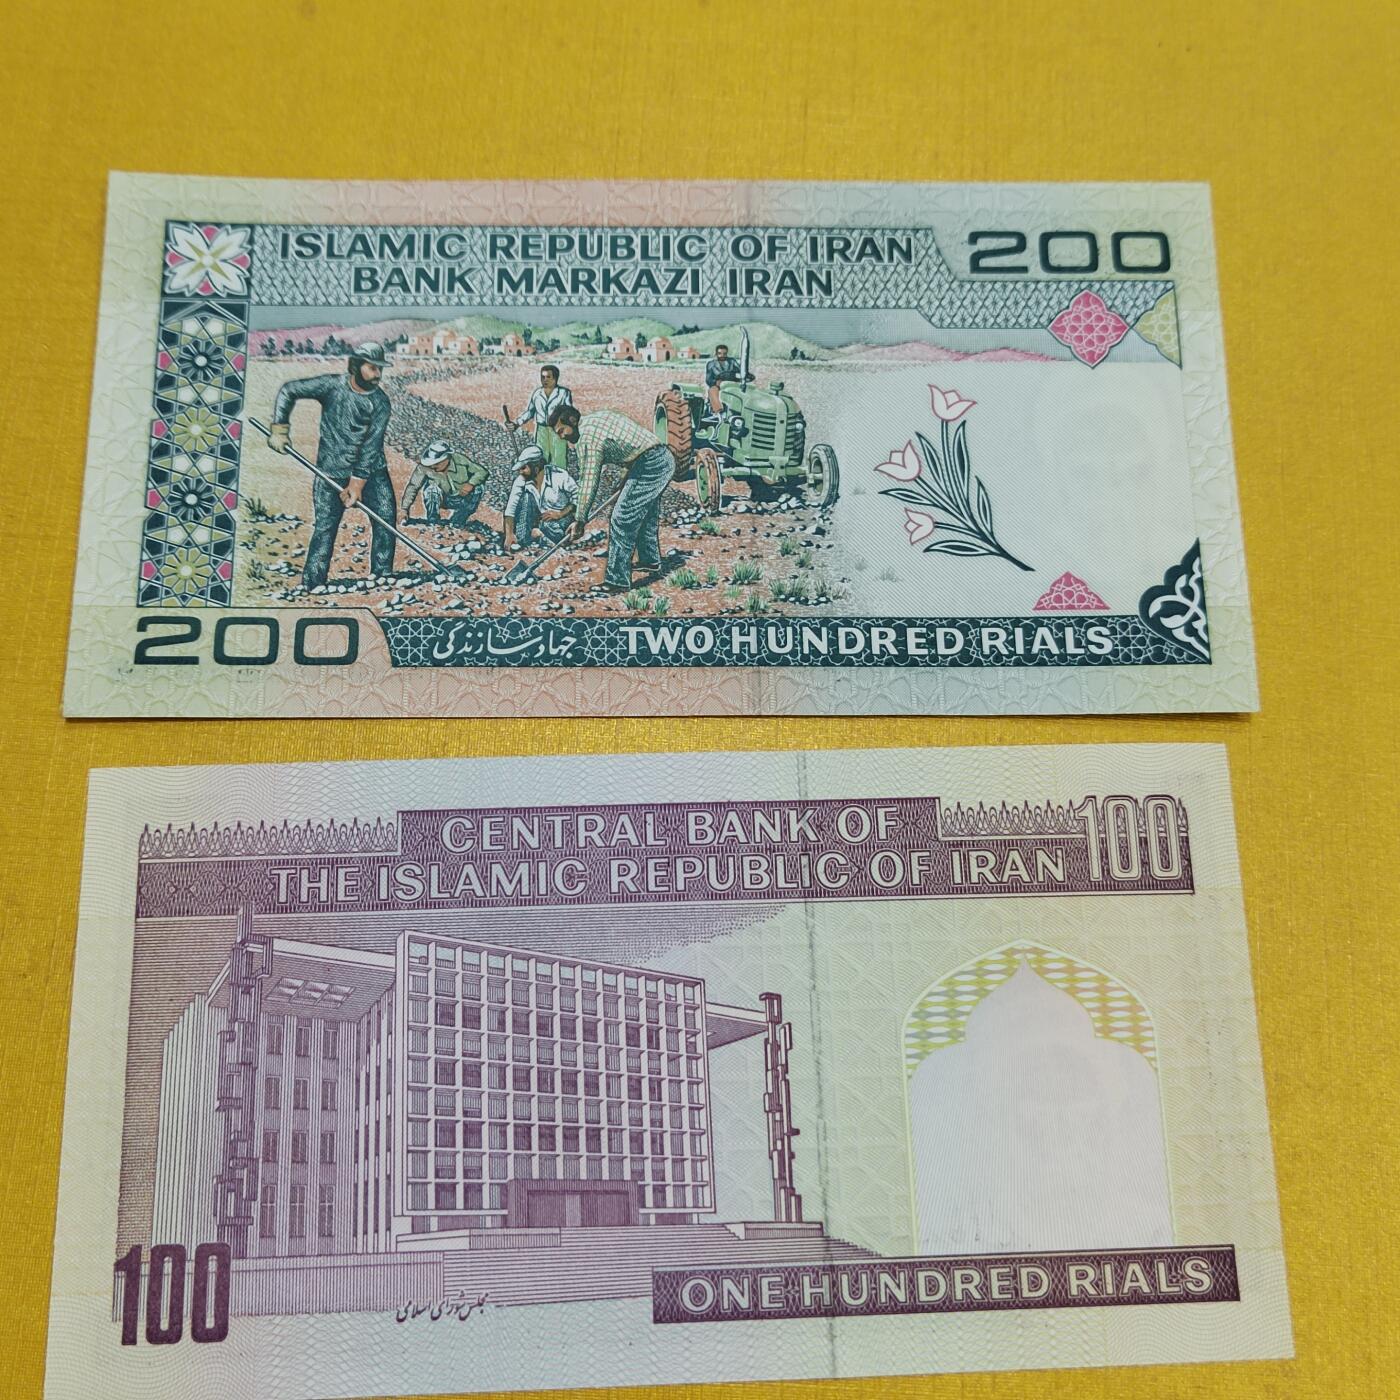 ISLAMIC REPUBLIC OF IRAN
BANK MARKAZI IRAN
200
200
جهاد سازندگی
TWO HUNDRED RIALS
CENTRAL BANK OF
THE ISLAMIC REPUBLIC OF IRAN
100
100
مجلس شورای اسلامی
ONE HUNDRED RIALS